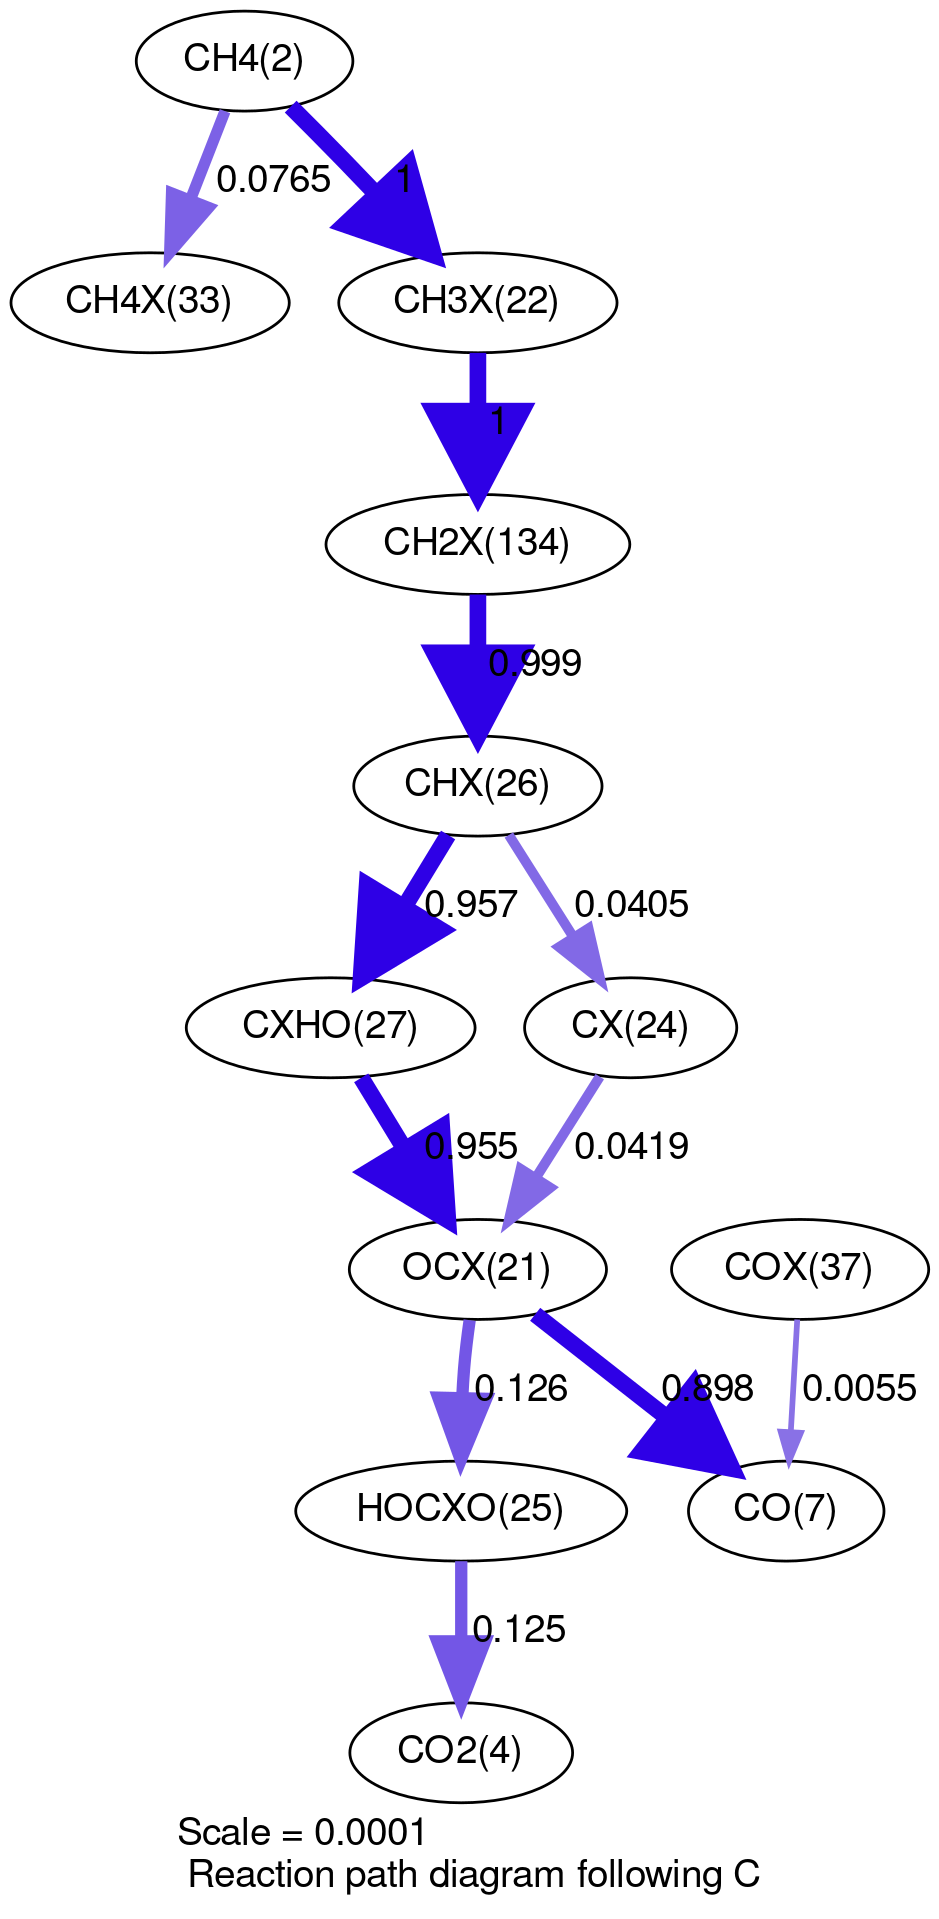 CH4(2)
0.0765
1
CH4X(33)
CH3X(22)
1
CH2X(134)
0.999
CHX(26)
0.957
0.0405
CXHO(27)
CX(24)
0.955
0.0419
OCX(21)
COX(37)
0.126
0.898
0.0055
HOCXO(25)
CO(7)
0.125
CO2(4)
Scale = 0.0001
Reaction path diagram following C